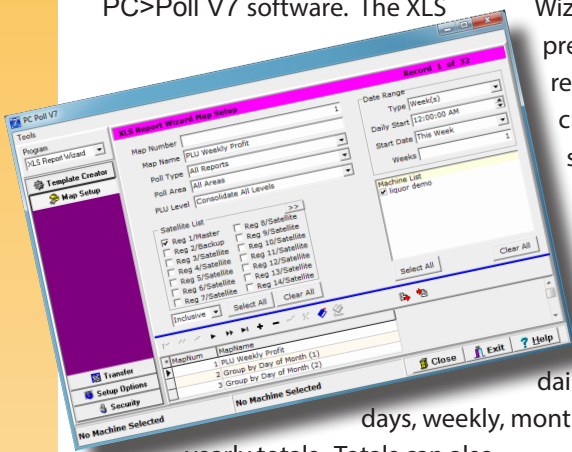 PC>Poll V7 software. The XLS
Wiz
pre
re
c
s
PC Poll V7
Tools
Program
XLS Report Wizard
Template Creator
Map Setup
Transfer
Setup Options
Security
No Machine Selected
XLS Report Wizard Map Setup
Record 1 of 32
Map Number 1
Map Name PLU Weekly Profit
Poll Type All Reports
Poll Area All Areas
PLU Level Consolidate All Levels
Satellite List
>>
Reg 1/Master Reg 8/Satellite
Reg 2/Backup Reg 9/Satellite
Reg 3/Satellite Reg 10/Satellite
Reg 4/Satellite Reg 11/Satellite
Reg 5/Satellite Reg 12/Satellite
Reg 6/Satellite Reg 13/Satellite
Reg 7/Satellite Reg 14/Satellite
Inclusive Select All Clear All
Date Range
Type Week(s)
Daily Start 12:00:00 AM
Start Date This Week
Weeks 1
Machine List
liquor demo
Select All Clear All
MapNum MapName
1 PLU Weekly Profit
2 Group by Day of Month (1)
3 Group by Day of Month (2)
No Machine Selected
Close Exit ? Help
dai
days, weekly, mont
yearly totals. Totals can also